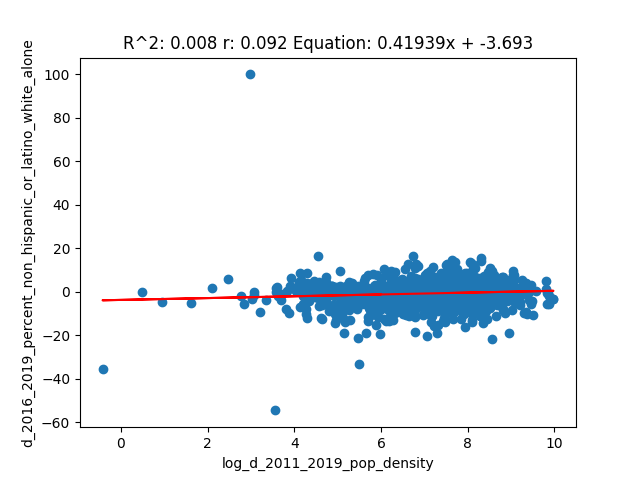 R^2: 0.008 r: 0.092 Equation: 0.41939x + -3.693
d_2016_2019_percent_non_hispanic_or_latino_white_alone
100
80
60
40
20
0
−20
−40
−60
0 2 4 6 8 10
log_d_2011_2019_pop_density